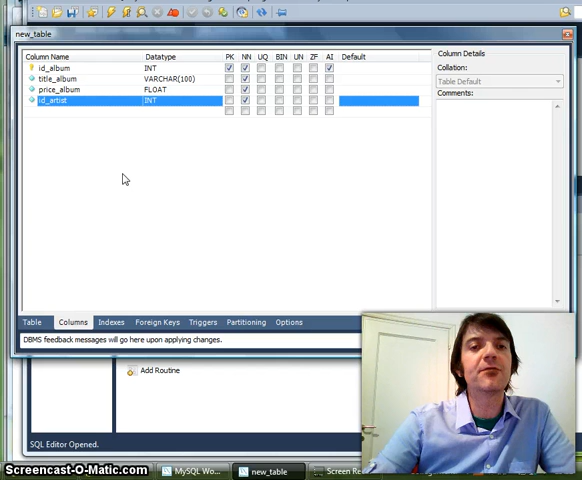 new_table
Column Name Datatype PK NN UQ BIN UN ZF AI Default
id_album INT
title_album VARCHAR(100)
price_album FLOAT
id_artist INT
Column Details
Collation:
Table Default
Comments:
Table Columns Indexes Foreign Keys Triggers Partitioning Options
DBMS feedback messages will go here upon applying changes.
Add Routine
SQL Editor Opened.
Screencast-O-Matic.com
MySQL Wo... new_table Screen Re